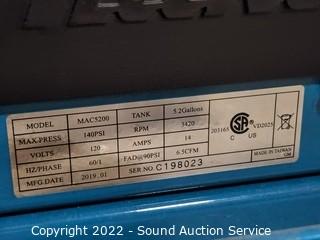 MODEL MAC5200 TANK 5.2Gallons
MAX.PRESS 140PSI RPM 3420
VOLTS 120 AMPS 14
HZ/PHASE 60/1 FAD@90PSI 6.5CFM
MFG.DATE 2019.01 SER NO. C198023
203165 VD2025
C US
MADE IN TAIWAN
Copyright 2022 - Sound Auction Service